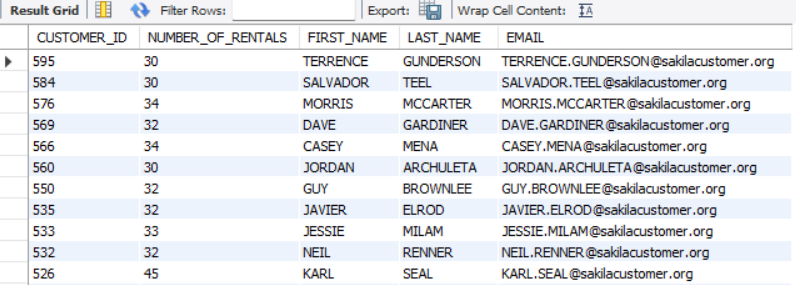 Result Grid Filter Rows: Export: Wrap Cell Content: IA
CUSTOMER_ID NUMBER_OF_RENTALS FIRST_NAME LAST_NAME EMAIL
595 30 TERRENCE GUNDERSON TERRENCE.GUNDERSON@sakilacustomer.org
584 30 SALVADOR TEEL SALVADOR.TEEL@sakilacustomer.org
576 34 MORRIS MCCARTER MORRIS.MCCARTER@sakilacustomer.org
569 32 DAVE GARDINER DAVE.GARDINER@sakilacustomer.org
566 34 CASEY MENA CASEY.MENA@sakilacustomer.org
560 30 JORDAN ARCHULETA JORDAN.ARCHULETA@sakilacustomer.org
550 32 GUY BROWNLEE GUY.BROWNLEE@sakilacustomer.org
535 32 JAVIER ELROD JAVIER.ELROD@sakilacustomer.org
533 33 JESSIE MILAM JESSIE.MILAM@sakilacustomer.org
532 32 NEIL RENNER NEIL.RENNER@sakilacustomer.org
526 45 KARL SEAL KARL.SEAL@sakilacustomer.org